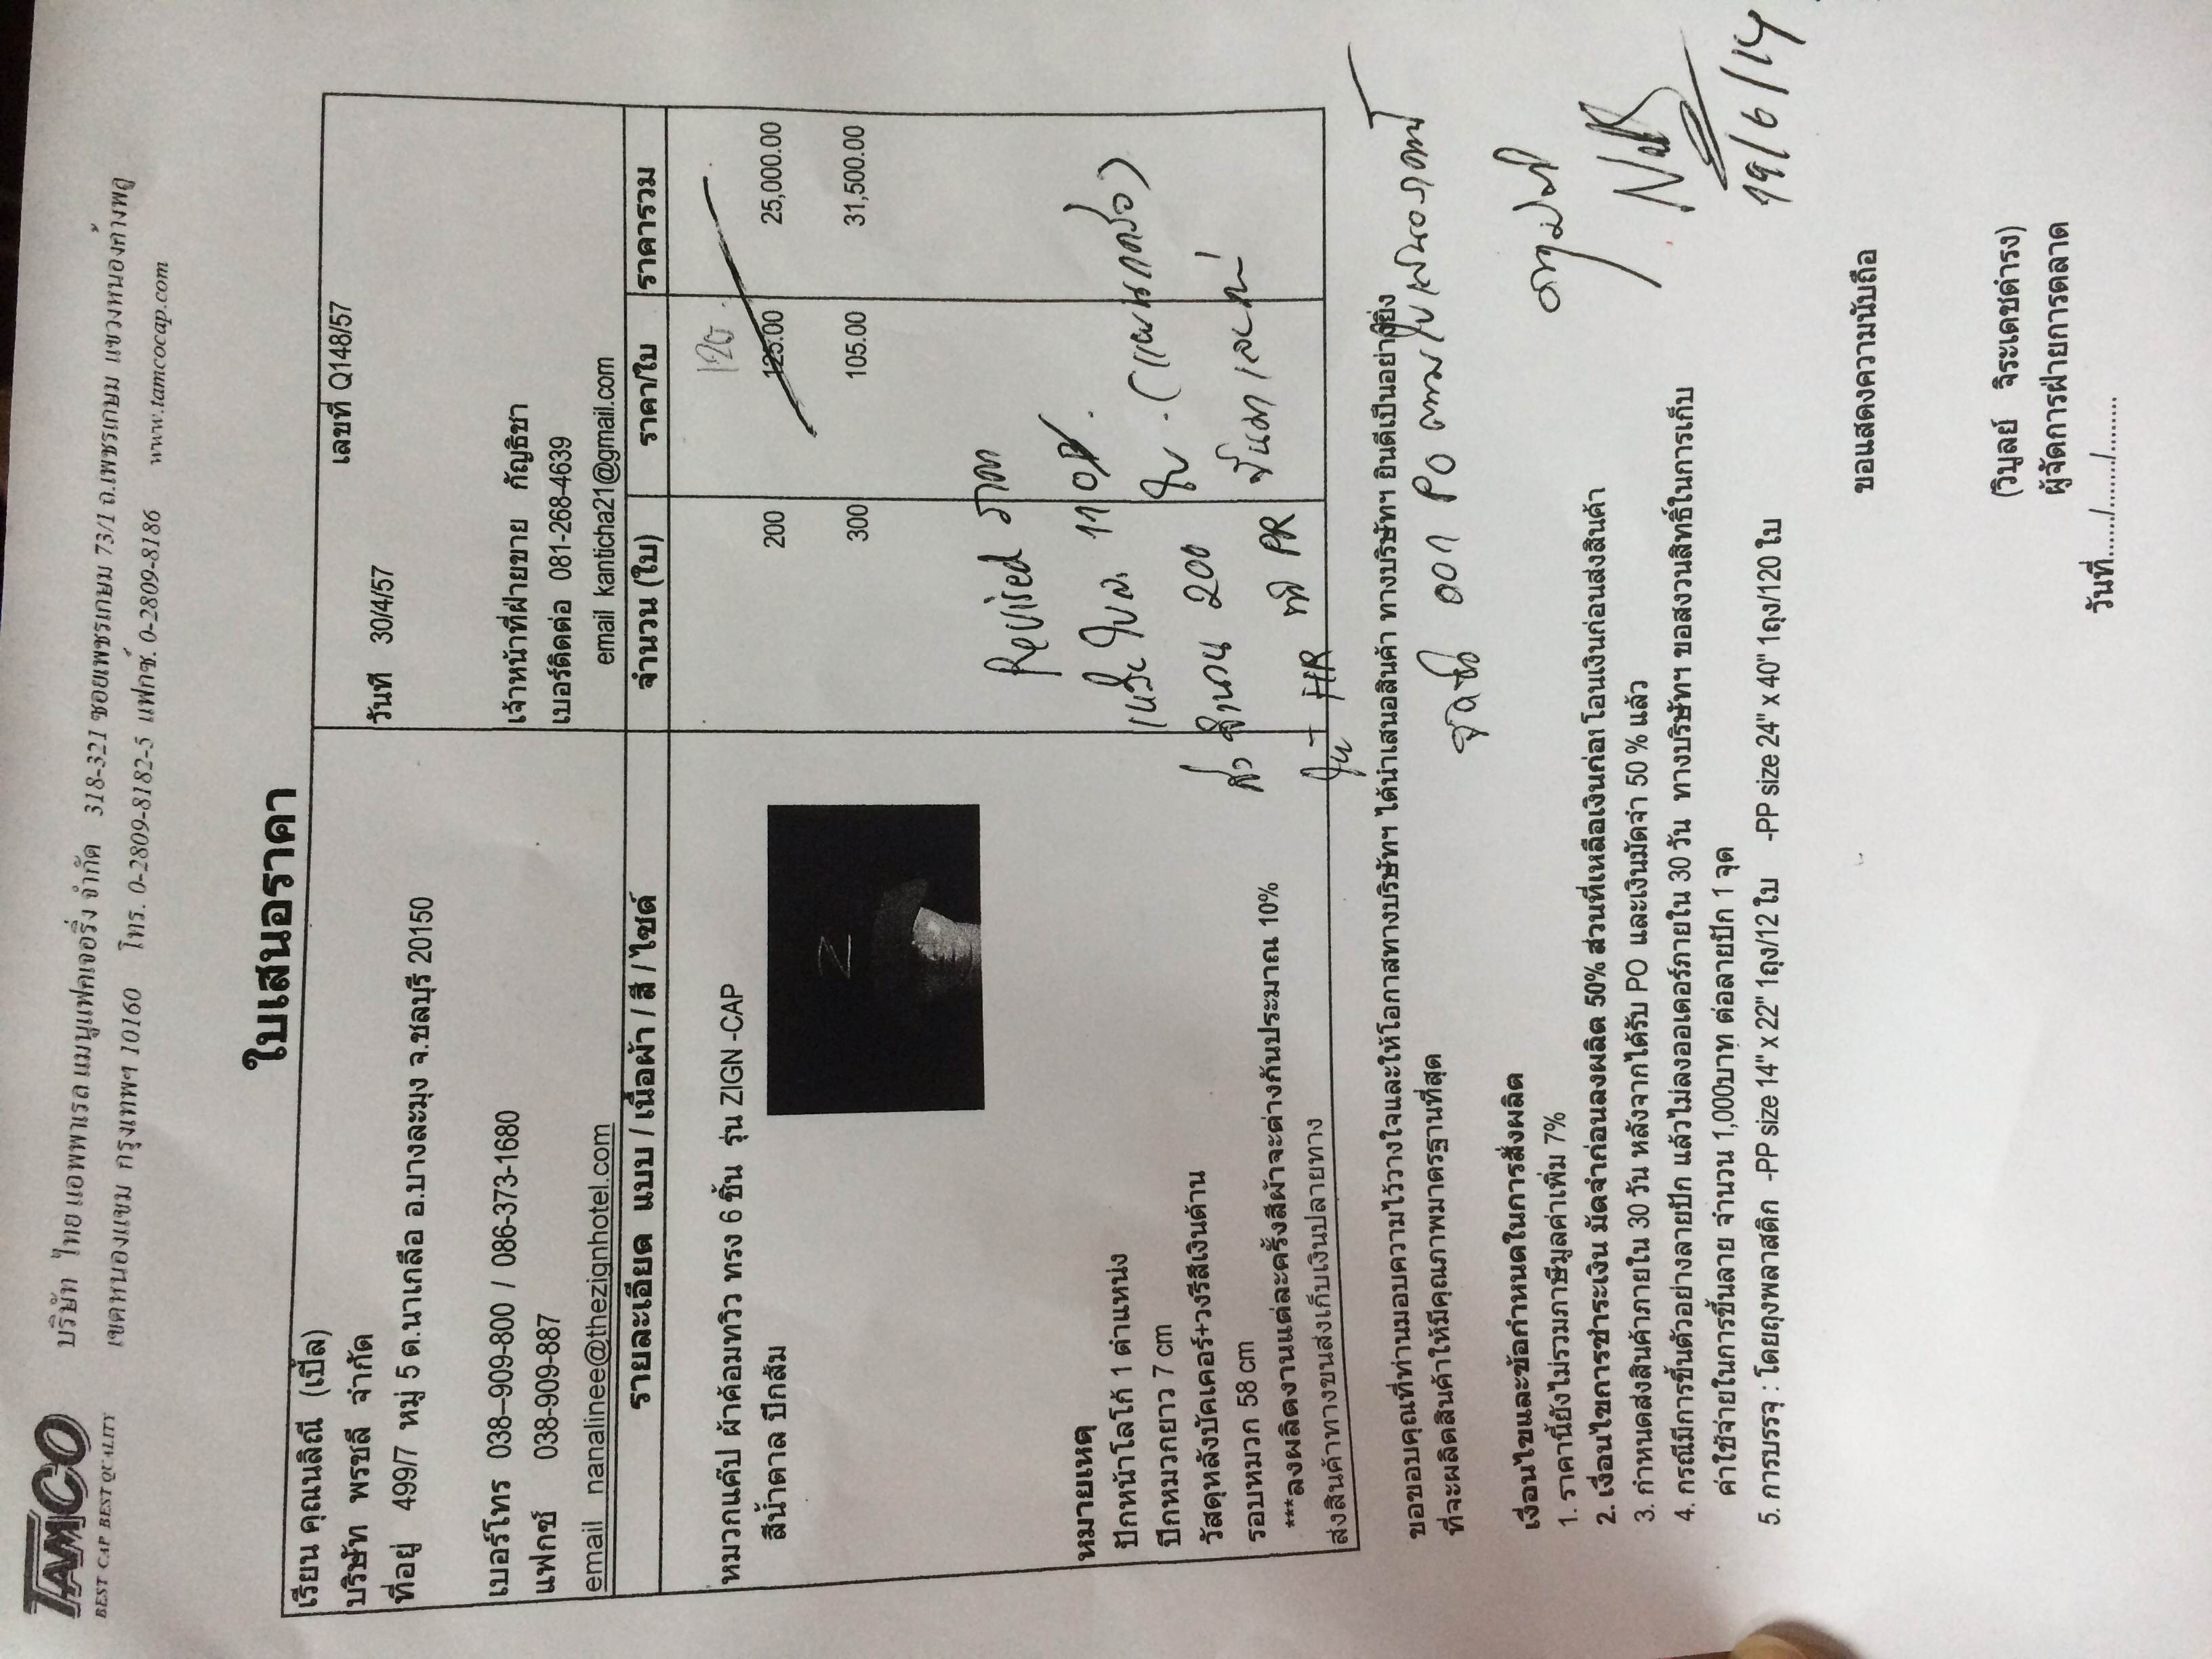 TAMCO
BEST CAP BEST QUALITY
บริษัท ไทย แอพพาเรล แมนูแฟคเจอริ่ง จำกัด 318-321 ซอยเพชรเกษม 73/1 ถ.เพชรเกษม แขวงหนองค้างพลู
เขตหนองแขม กรุงเทพฯ 10160 โทร. 0-2809-8182-5 แฟกซ์. 0-2809-8186 www.tamcocap.com
ใบเสนอราคา
เรียน คุณนลิณี (เปิ้ล)
เลขที่ Q148/57
บริษัท พรชลี จำกัด
วันที่ 30/4/57
ที่อยู่ 499/7 หมู่ 5 ต.นาเกลือ อ.บางละมุง จ.ชลบุรี 20150
เบอร์โทร 038–909-800 / 086-373-1680
เจ้าหน้าที่ฝ่ายขาย กัญธิชา
แฟกซ์ 038-909-887
เบอร์ติดต่อ 081-268-4639
email nanalinee@thezignhotel.com
email kanticha21@gmail.com
รายละเอียด แบบ / เนื้อผ้า / สี / ไซด์ จำนวน (ใบ) ราคา/ใบ ราคารวม
120
หมวกแค๊ป ผ้าค้อมทวิว ทรง 6 ชิ้น รุ่น ZIGN -CAP
สีน้ำตาล ปีกส้ม 200 125.00 25,000.00
Z
300 105.00 31,500.00
Revised ราคา
เหลือ ใบละ 110฿.
สั่ง จำนวน 200 ใบ . (แผนกครัว)
ให้ HR ทำ PR
หมายเหตุ
ปักหน้าโลโก้ 1 ตำแหน่ง
ปีกหมวกยาว 7 cm
วัสดุหลังบัคเคอร์+วงรีสีเงินด้าน
รอบหมวก 58 cm
***ลงผลิตงานแต่ละครั้งสีผ้าจะต่างกันประมาณ 10%
ส่งสินค้าทางขนส่งเก็บเงินปลายทาง
ขอขอบคุณที่ท่านมอบความไว้วางใจและให้โอกาสทางบริษัทฯ ได้นำเสนอสินค้า ทางบริษัทฯ ยินดีเป็นอย่างยิ่ง
ที่จะผลิตสินค้าให้มีคุณภาพมาตรฐานที่สุด
จัดซื้อ ออก PO ตามใบเสนอราคานี้
เงื่อนไขและข้อกำหนดในการสั่งผลิต
1. ราคานี้ยังไม่รวมภาษีมูลค่าเพิ่ม 7%
2. เงื่อนไขการชำระเงิน มัดจำก่อนลงผลิต 50% ส่วนที่เหลือเงินก่อเ โอนเงินก่อนส่งสินค้า
3. กำหนดส่งสินค้าภายใน 30 วัน หลังจากได้รับ PO และเงินมัดจำ 50 % แล้ว
4. กรณีมีการขึ้นตัวอย่างลายปัก แล้วไม่ลงออเดอร์ภายใน 30 วัน ทางบริษัทฯ ขอสงวนสิทธิ์ในการเก็บ
ค่าใช้จ่ายในการขึ้นลาย จำนวน 1,000บาท ต่อลายปัก 1 จุด
5. การบรรจุ : โดยถุงพลาสติก -PP size 14" x 22" 1ถุง/12 ใบ -PP size 24" x 40" 1ถุง/120 ใบ
19/6/14
ขอแสดงความนับถือ
(วิบูลย์ จิระเดชดำรง)
ผู้จัดการฝ่ายการตลาด
วันที่....../......./........